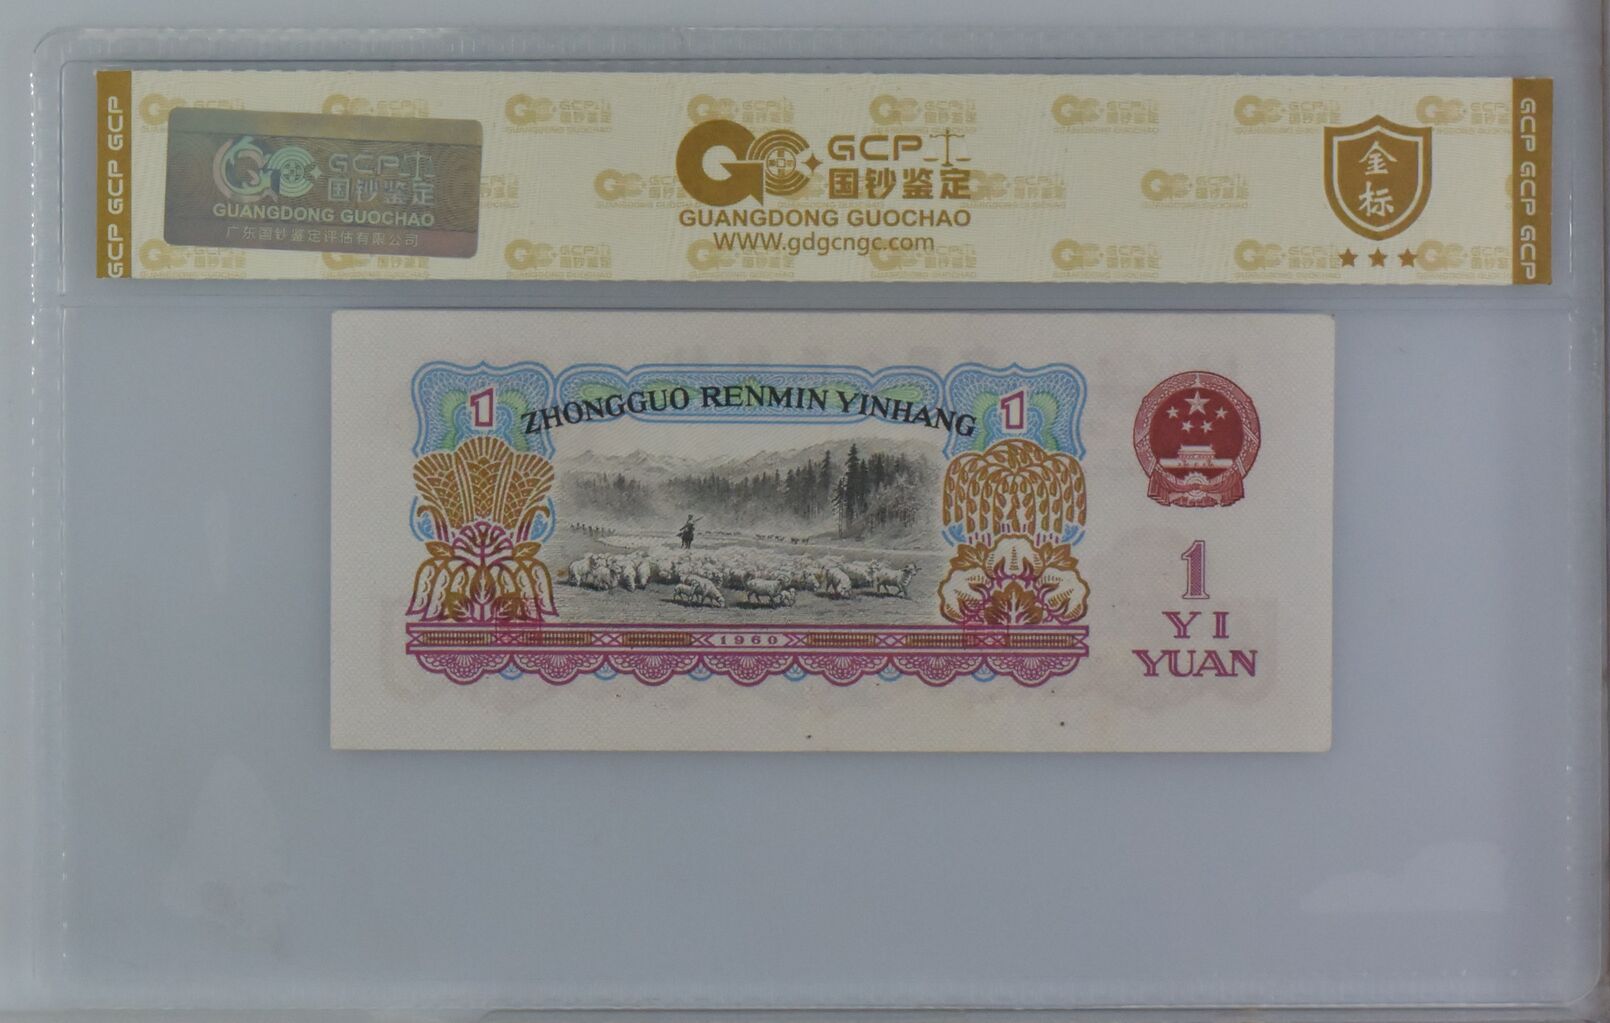 GCP GCP GCP
GCP
国钞鉴定
GUANGDONG GUOCHAO
广东国钞鉴定评估有限公司
GCP
国钞鉴定
GUANGDONG GUOCHAO
WWW.gdgcngc.com
金标
GCP GCP GCP
1
ZHONGGUO RENMIN YINHANG
1
1960
1
YI
YUAN